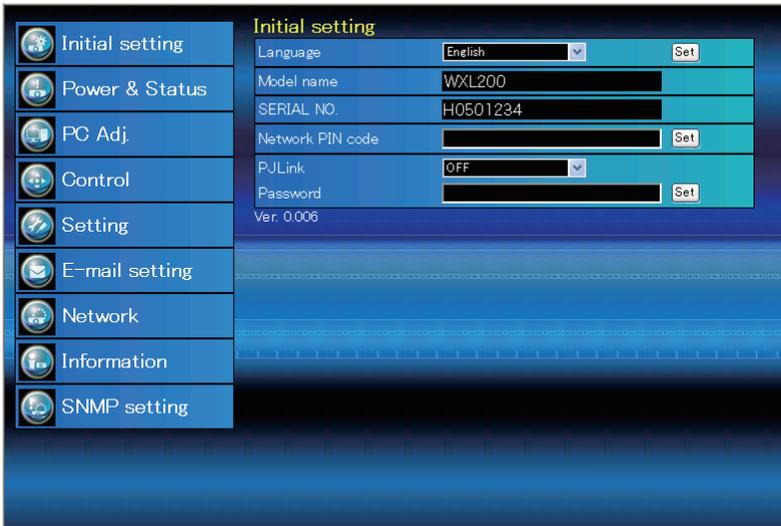 Initial setting
Power & Status
PC Adj.
Control
Setting
E-mail setting
Network
Information
SNMP setting
Initial setting
Language English Set
Model name WXL200
SERIAL NO. H0501234
Network PIN code Set
PJLink OFF
Password Set
Ver. 0.006